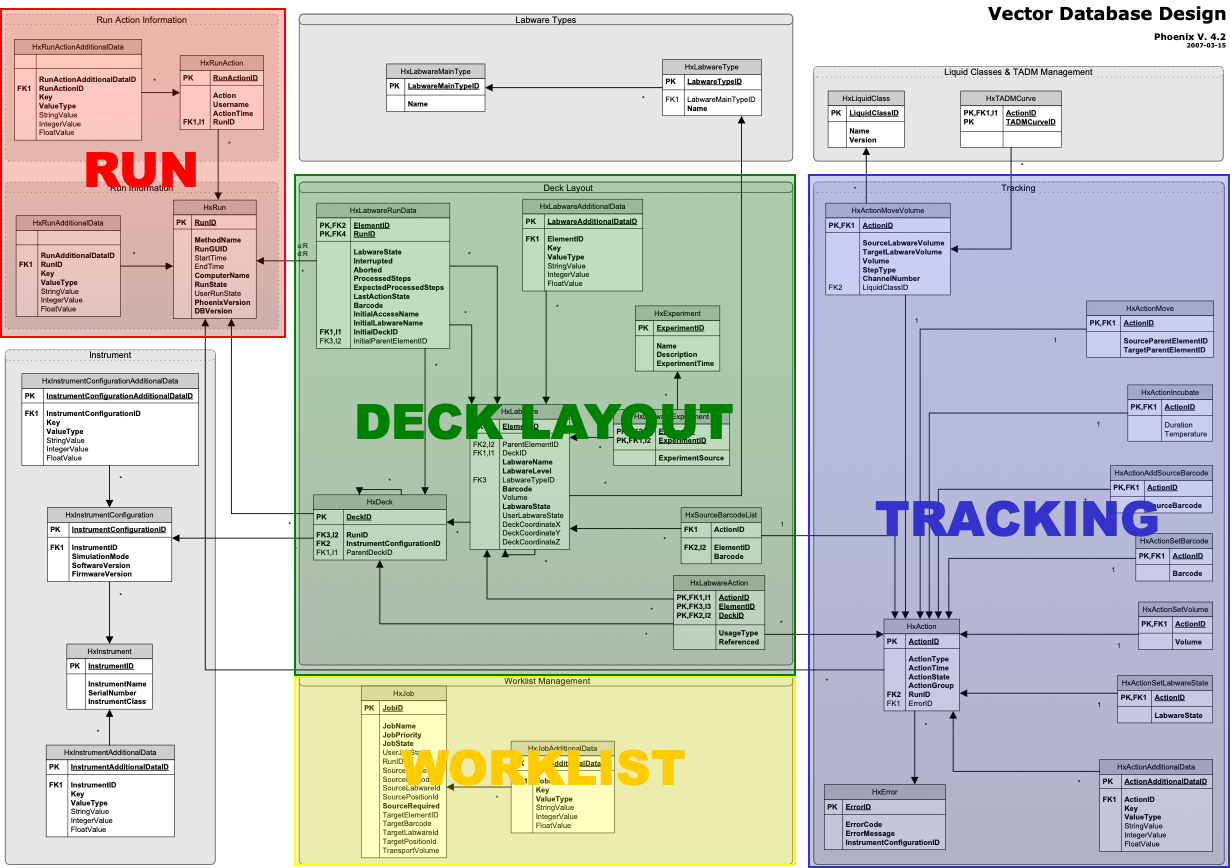 Vector Database Design
Phoenix V. 4.2
2007-03-15
Run Action Information
HxRunActionAdditionalData
RunActionAdditionalDataID
FK1 RunActionID
Key
ValueType
StringValue
IntegerValue
FloatValue
*
HxRunAction
PK RunActionID
Action
Username
ActionTime
FK1,I1 RunID
*
RUN
Run Information
HxRunAdditionalData
RunAdditionalDataID
FK1 RunID
Key
ValueType
StringValue
IntegerValue
FloatValue
*
HxRun
PK RunID
MethodName
RunGUID
StartTime
EndTime
ComputerName
RunState
UserRunState
PhoenixVersion
DBVersion
Instrument
HxInstrumentConfigurationAdditionalData
PK InstrumentConfigurationAdditionalDataID
FK1 InstrumentConfigurationID
Key
ValueType
StringValue
IntegerValue
FloatValue
*
HxInstrumentConfiguration
PK InstrumentConfigurationID
FK1 InstrumentID
SimulationMode
SoftwareVersion
FirmwareVersion
*
HxInstrument
PK InstrumentID
InstrumentName
SerialNumber
InstrumentClass
*
HxInstrumentAdditionalData
PK InstrumentAdditionalDataID
FK1 InstrumentID
Key
ValueType
StringValue
IntegerValue
FloatValue
Labware Types
HxLabwareMainType
PK LabwareMainTypeID
Name
*
HxLabwareType
PK LabwareTypeID
FK1 LabwareMainTypeID
Name
*
Deck Layout
u:R
d:R
*
HxLabwareRunData
PK,FK2 ElementID
PK,FK4 RunID
LabwareState
Interrupted
Aborted
ProcessedSteps
ExpectedProcessedSteps
LastActionState
Barcode
InitialAccessName
InitialLabwareName
FK1,I1 InitialDeckID
FK3,I2 InitialParentElementID
*
*
*
HxLabwareAdditionalData
PK LabwareAdditionalDataID
FK1 ElementID
Key
ValueType
StringValue
IntegerValue
FloatValue
*
HxExperiment
PK ExperimentID
Name
Description
ExperimentTime
*
DECK LAYOUT
PK,FK1,I2 ExperimentID
ExperimentSource
FK2,I2 ParentElementID
FK1,I1 DeckID
LabwareName
LabwareLevel
FK3 LabwareTypeID
Barcode
Volume
LabwareState
UserLabwareState
DeckCoordinateX
DeckCoordinateY
DeckCoordinateZ
*
HxDeck
PK DeckID
FK3,I2 RunID
FK2 InstrumentConfigurationID
FK1,I1 ParentDeckID
*
HxSourceBarcodeList
FK1 ActionID
FK2,I2 ElementID
Barcode
1
HxLabwareAction
PK,FK1,I1 ActionID
PK,FK3,I3 ElementID
PK,FK2,I2 DeckID
UsageType
Referenced
*
*
*
Worklist Management
HxJob
PK JobID
JobName
JobPriority
JobState
SourceLabwareId
SourcePositionId
SourceRequired
TargetElementID
TargetBarcode
TargetLabwareId
TargetPositionId
TransportVolume
WORKLIST
HxJobAdditionalData
Key
ValueType
StringValue
IntegerValue
FloatValue
*
Liquid Classes & TADM Management
HxLiquidClass
PK LiquidClassID
Name
Version
HxTADMCurve
PK,FK1,I1 ActionID
PK TADMCurveID
*
*
Tracking
HxActionMoveVolume
PK,FK1 ActionID
SourceLabwareVolume
TargetLabwareVolume
Volume
StepType
ChannelNumber
FK2 LiquidClassID
1
HxActionMove
PK,FK1 ActionID
SourceParentElementID
TargetParentElementID
1
HxActionIncubate
PK,FK1 ActionID
Duration
Temperature
1
HxActionAddSourceBarcode
PK,FK1 ActionID
TRACKING
HxActionSetBarcode
PK,FK1 ActionID
Barcode
1
HxActionSetVolume
PK,FK1 ActionID
Volume
1
HxAction
PK ActionID
ActionType
ActionTime
ActionState
ActionGroup
FK2 RunID
FK1 ErrorID
*
*
HxActionSetLabwareState
PK,FK1 ActionID
LabwareState
1
HxError
PK ErrorID
ErrorCode
ErrorMessage
InstrumentConfigurationID
HxActionAdditionalData
PK ActionAdditionalDataID
FK1 ActionID
Key
ValueType
StringValue
IntegerValue
FloatValue
*